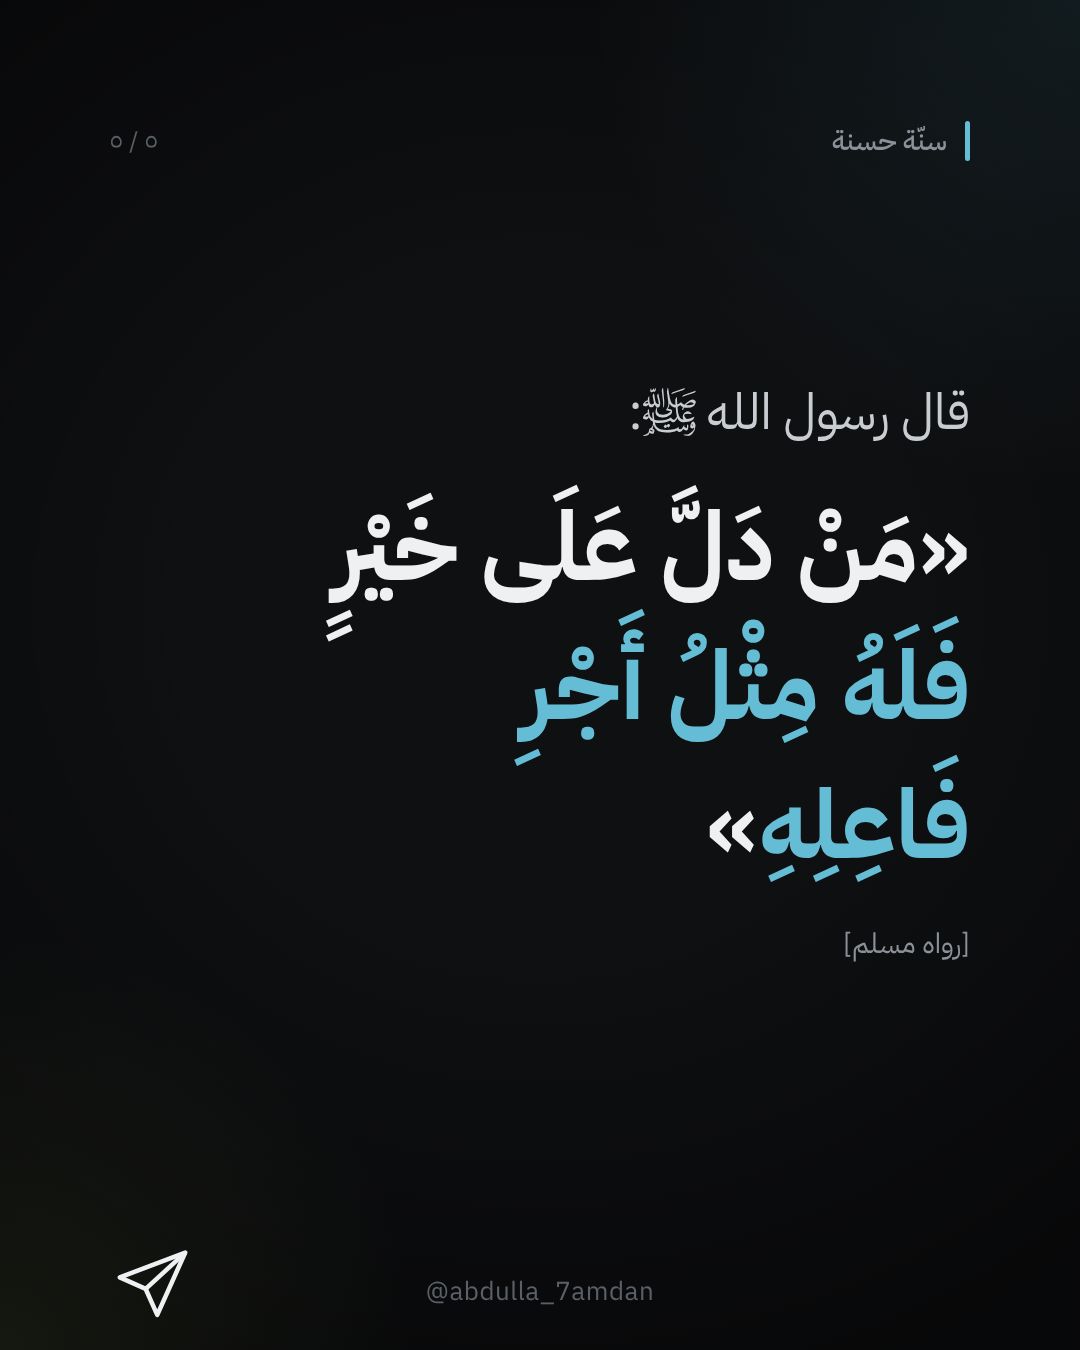 سنّة حسنة
٥ / ٥
قال رسول الله ﷺ:
«مَنْ دَلَّ عَلَى خَيْرٍ
فَلَهُ مِثْلُ أَجْرِ
فَاعِلِهِ»
[رواه مسلم]
@abdulla_7amdan